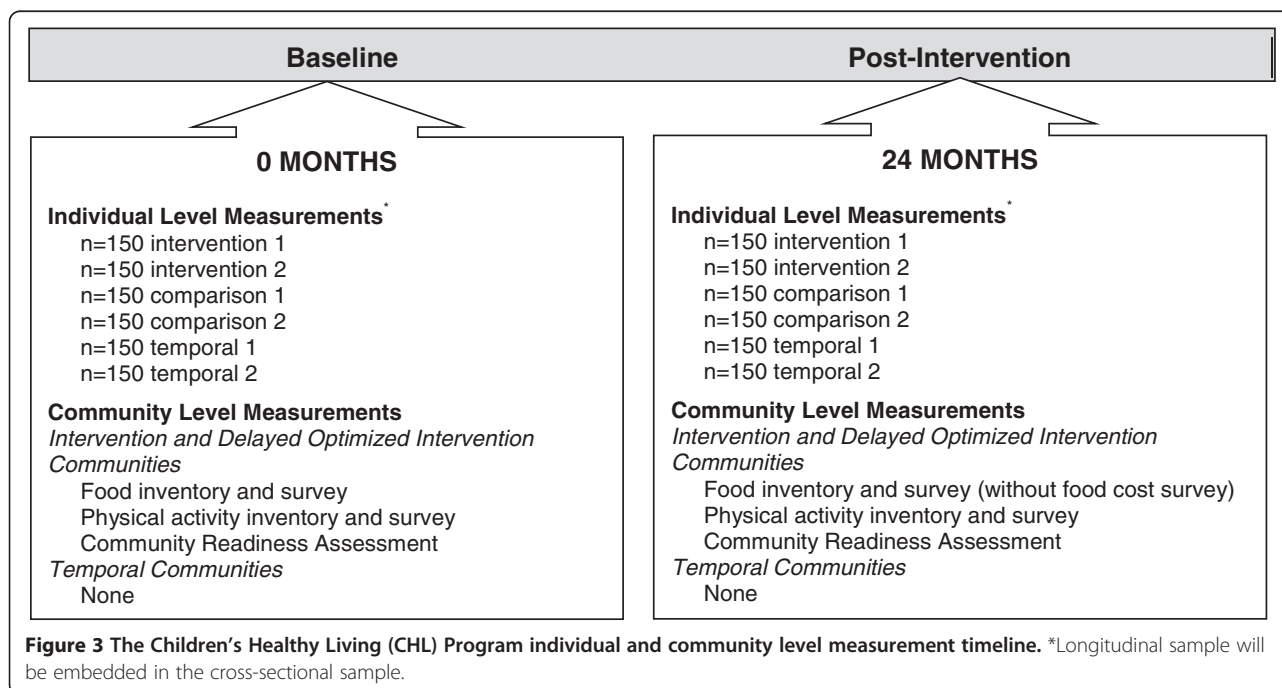 Baseline
Post-Intervention
0 MONTHS
Individual Level Measurements*
n=150 intervention 1
n=150 intervention 2
n=150 comparison 1
n=150 comparison 2
n=150 temporal 1
n=150 temporal 2
Community Level Measurements
Intervention and Delayed Optimized Intervention
Communities
Food inventory and survey
Physical activity inventory and survey
Community Readiness Assessment
Temporal Communities
None
24 MONTHS
Individual Level Measurements*
n=150 intervention 1
n=150 intervention 2
n=150 comparison 1
n=150 comparison 2
n=150 temporal 1
n=150 temporal 2
Community Level Measurements
Intervention and Delayed Optimized Intervention
Communities
Food inventory and survey (without food cost survey)
Physical activity inventory and survey
Community Readiness Assessment
Temporal Communities
None
Figure 3 The Children's Healthy Living (CHL) Program individual and community level measurement timeline. *Longitudinal sample will
be embedded in the cross-sectional sample.